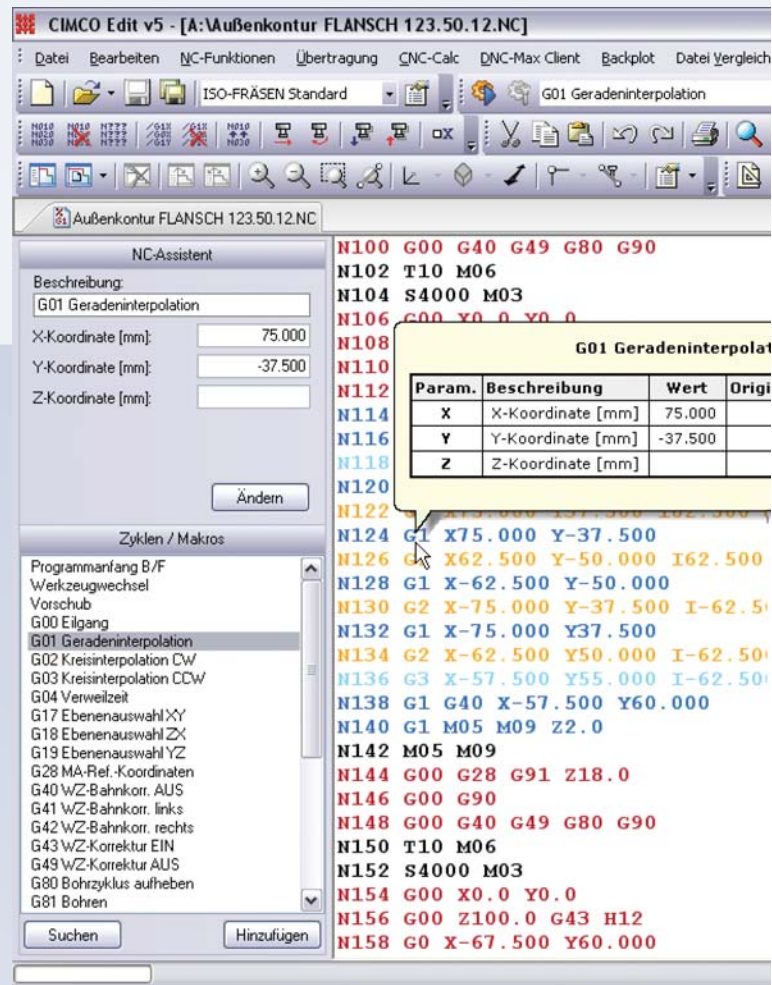 CIMCO Edit v5 - [A:\Außenkontur FLANSCH 123.50.12.NC]
Datei Bearbeiten NC-Funktionen Übertragung CNC-Calc DNC-Max Client Backplot Datei Vergleich
ISO-FRÄSEN Standard G01 Geradeninterpolation
Außenkontur FLANSCH 123.50.12.NC
NC-Assistent
Beschreibung:
G01 Geradeninterpolation
X-Koordinate [mm]: 75.000
Y-Koordinate [mm]: -37.500
Z-Koordinate [mm]:
Ändern
Zyklen / Makros
Programmanfang B/F
Werkzeugwechsel
Vorschub
G00 Eilgang
G01 Geradeninterpolation
G02 Kreisinterpolation CW
G03 Kreisinterpolation CCW
G04 Verweilzeit
G17 Ebenenauswahl XY
G18 Ebenenauswahl ZX
G19 Ebenenauswahl YZ
G28 MA-Ref.-Koordinaten
G40 WZ-Bahnkorr. AUS
G41 WZ-Bahnkorr. links
G42 WZ-Bahnkorr. rechts
G43 WZ-Korrektur EIN
G49 WZ-Korrektur AUS
G80 Bohrzyklus aufheben
G81 Bohren
Suchen Hinzufügen
N100 G00 G40 G49 G80 G90
N102 T10 M06
N104 S4000 M03
N106 G00 X0.0 Y0.0
N108
N110
N112
N114
N116
N118
N120
N122
G01 Geradeninterpolat
Param. Beschreibung Wert Origi
X X-Koordinate [mm] 75.000
Y Y-Koordinate [mm] -37.500
Z Z-Koordinate [mm]
N124 G1 X75.000 Y-37.500
N126 X62.500 Y-50.000 I62.500
N128 G1 X-62.500 Y-50.000
N130 G2 X-75.000 Y-37.500 I-62.5
N132 G1 X-75.000 Y37.500
N134 G2 X-62.500 Y50.000 I-62.50
N136 G3 X-57.500 Y55.000 I-62.50
N138 G1 G40 X-57.500 Y60.000
N140 G1 M05 M09 Z2.0
N142 M05 M09
N144 G00 G28 G91 Z18.0
N146 G00 G90
N148 G00 G40 G49 G80 G90
N150 T10 M06
N152 S4000 M03
N154 G00 X0.0 Y0.0
N156 G00 Z100.0 G43 H12
N158 G0 X-67.500 Y60.000